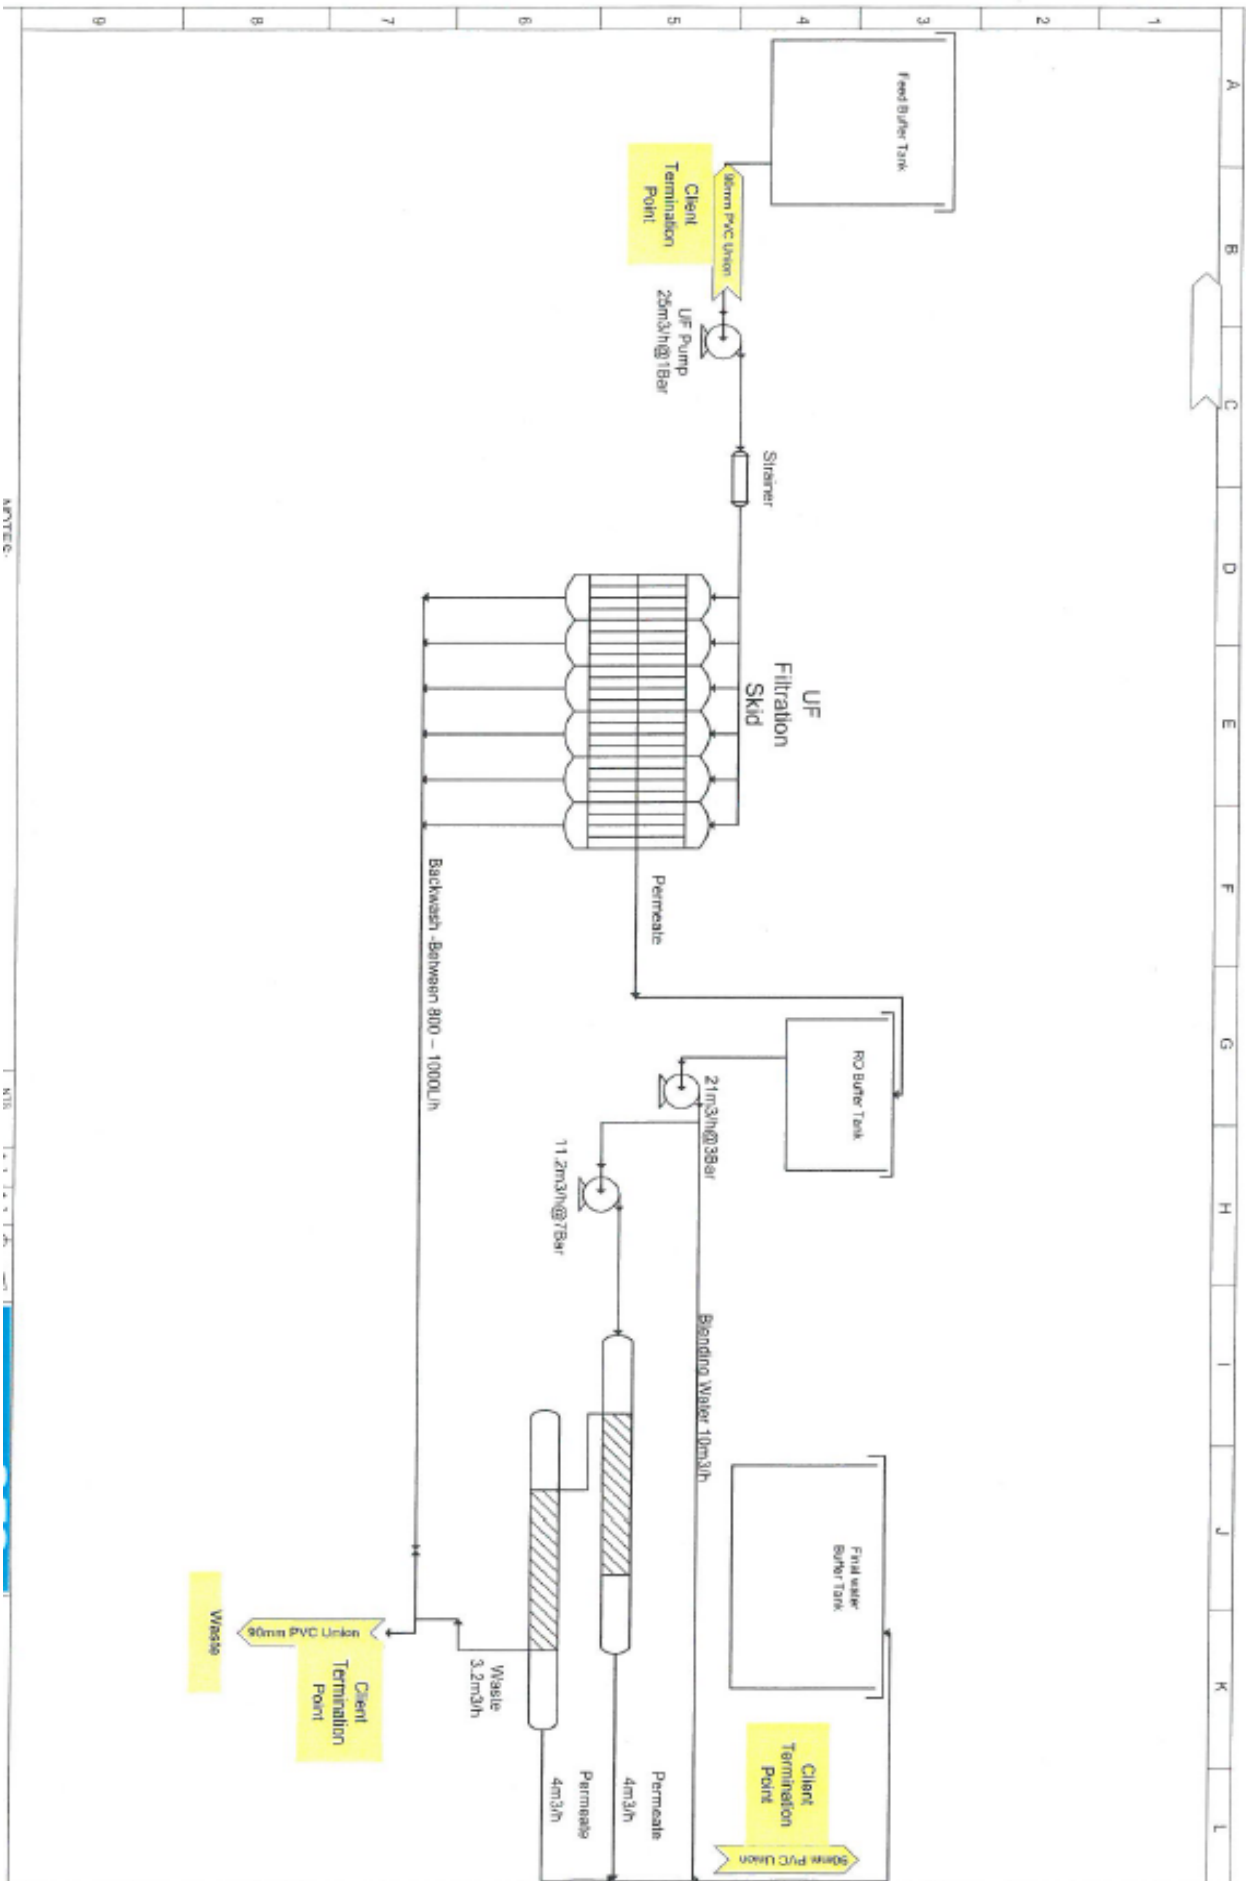 1
2
3
4
5
6
7
8
9
A
B
C
D
E
F
G
H
I
J
K
L
Feed Buffer Tank
90mm PVC Union
Client
Termination
Point
UF Pump
25m3/h@1Bar
Strainer
UF
Filtration
Skid
Permeate
Backwash -Between 800 – 1000L/h
RO Buffer Tank
21m3/h@3Bar
11.2m3/h@7Bar
Blending Water 10m3/h
Final water
Buffer Tank
Waste
3.2m3/h
Permeate
4m3/h
Permeate
4m3/h
Client
Termination
Point
90mm PVC Union
Client
Termination
Point
90mm PVC Union
Waste
NOTES: